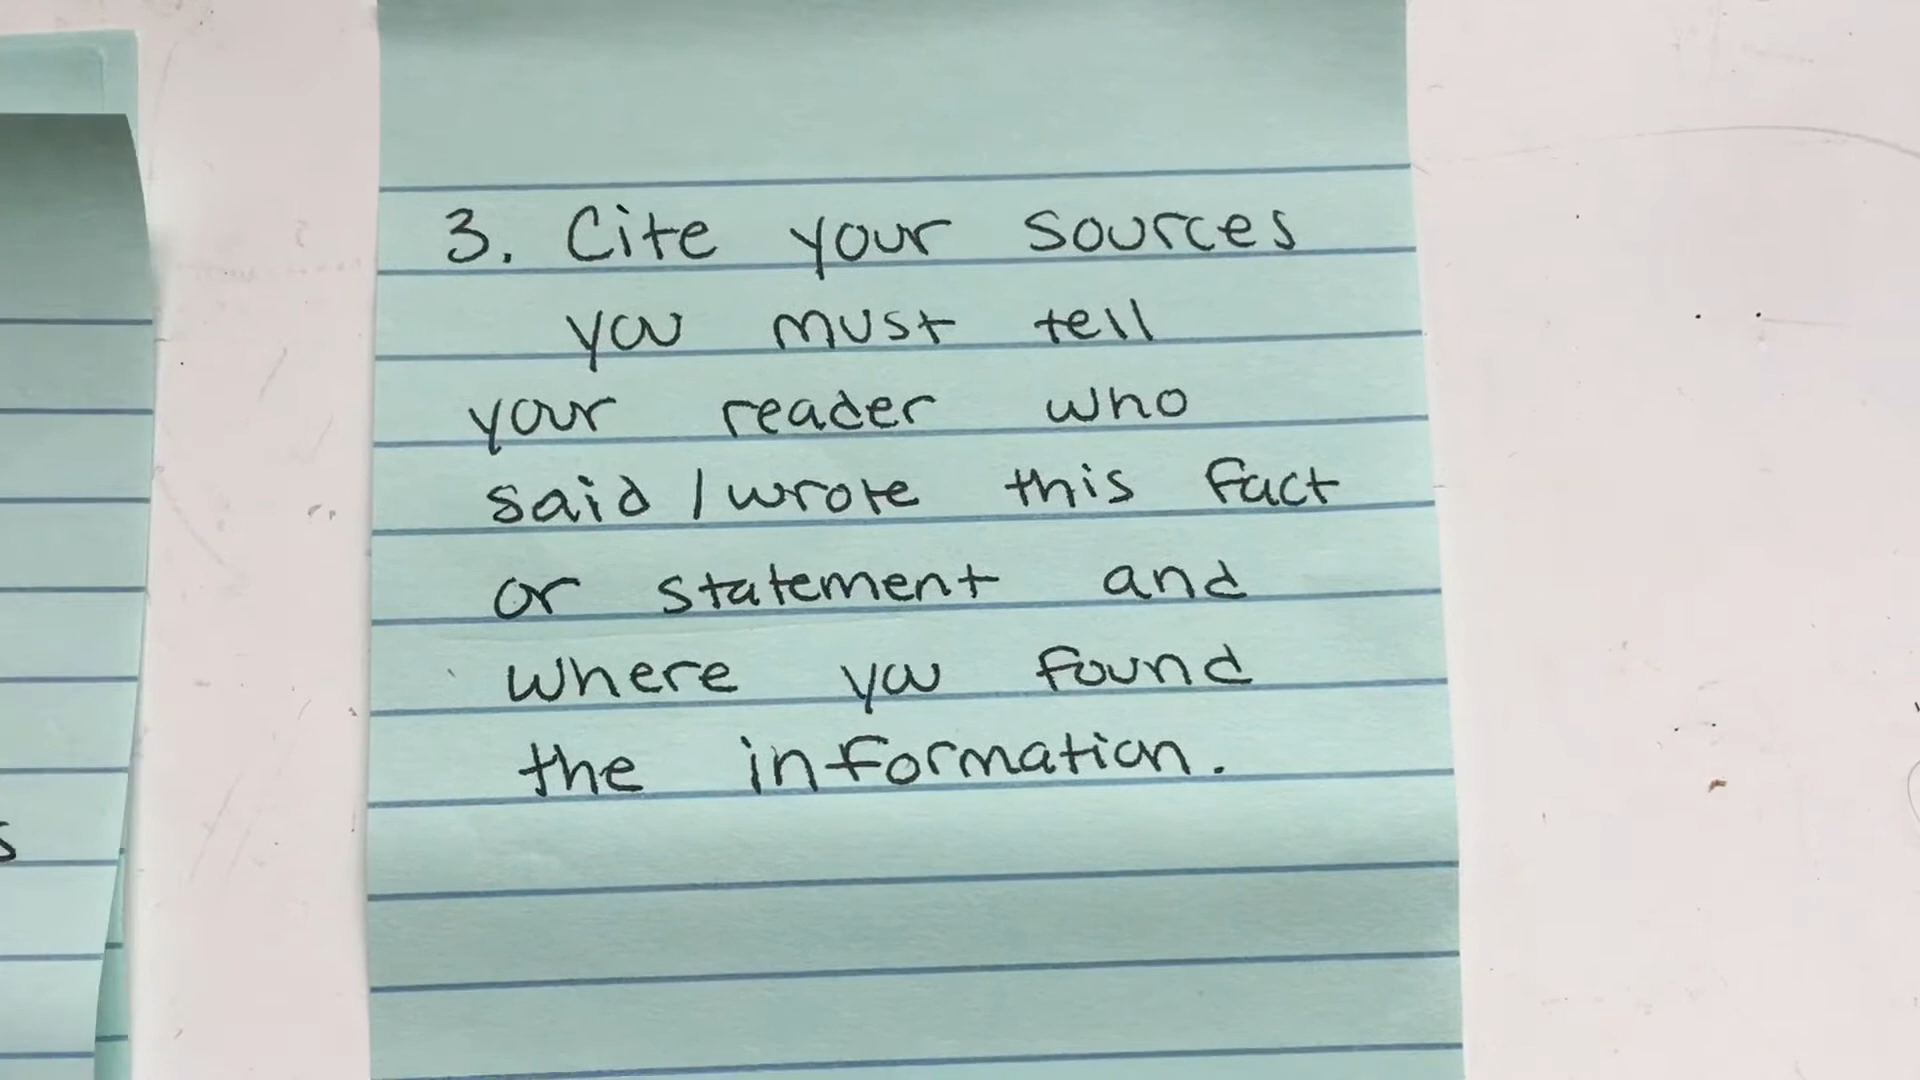 3. Cite your sources
you must tell
your reader who
said / wrote this fact
or statement and
where you found
the information.
s